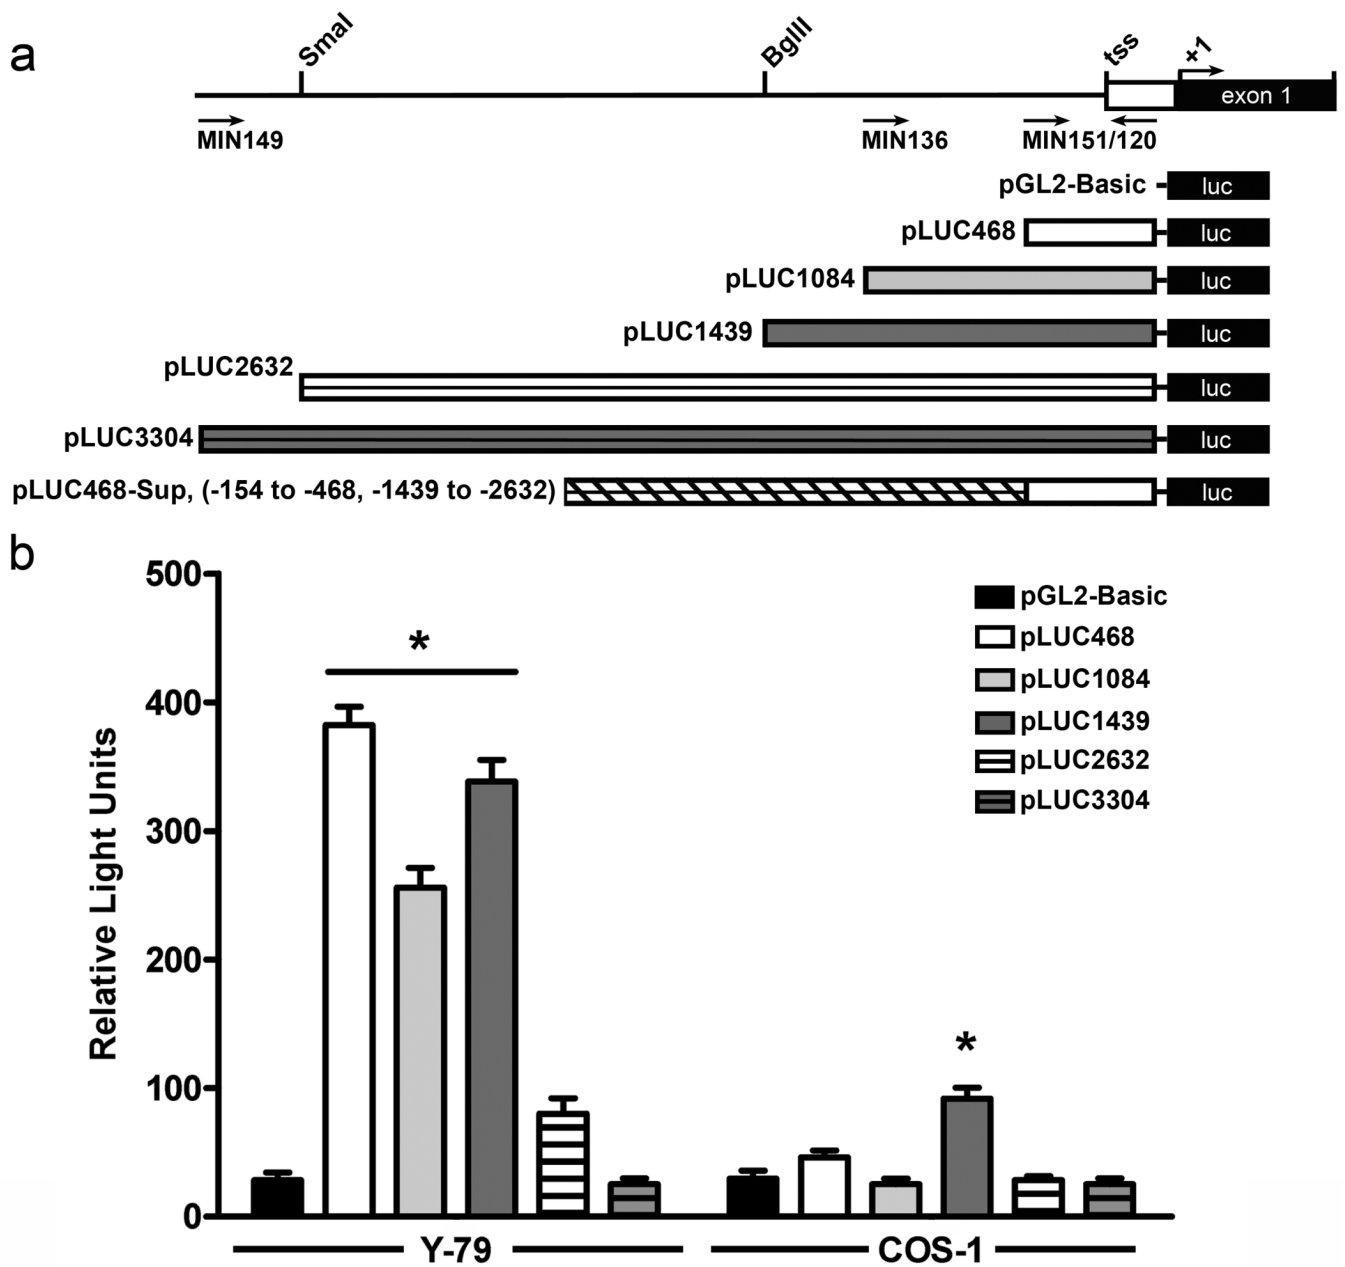 a
SmaI
BglII
tss
+1
exon 1
MIN149
MIN136
MIN151/120
pGL2-Basic
luc
pLUC468
luc
pLUC1084
luc
pLUC1439
luc
pLUC2632
luc
pLUC3304
luc
pLUC468-Sup, (-154 to -468, -1439 to -2632)
luc
b
Relative Light Units
500
400
300
200
100
0
*
*
pGL2-Basic
pLUC468
pLUC1084
pLUC1439
pLUC2632
pLUC3304
Y-79
COS-1